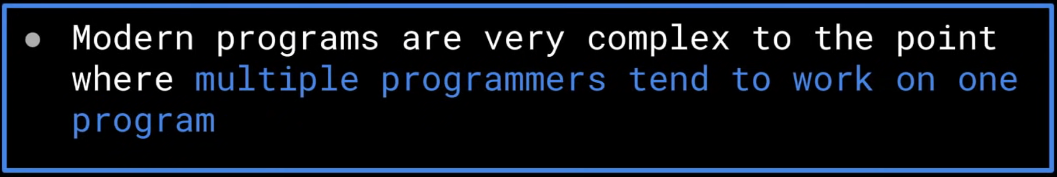 ● Modern programs are very complex to the point
where multiple programmers tend to work on one
program